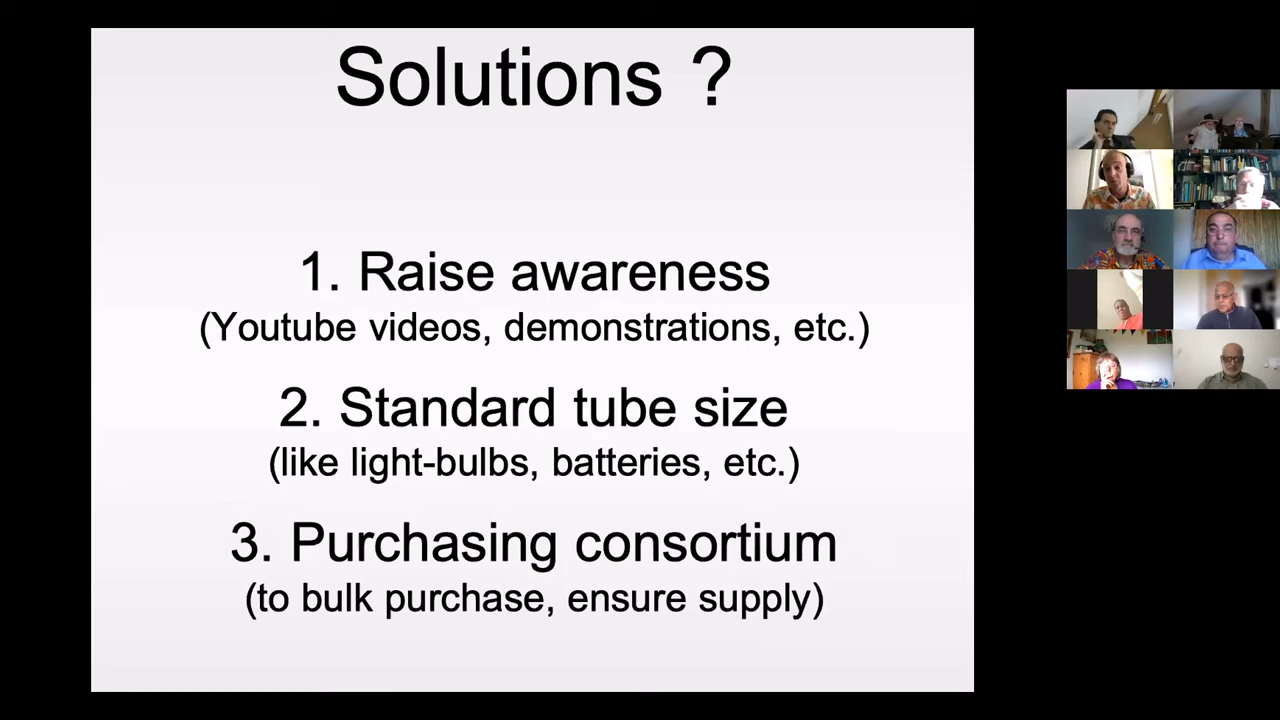 Solutions ?
1. Raise awareness
(Youtube videos, demonstrations, etc.)
2. Standard tube size
(like light-bulbs, batteries, etc.)
3. Purchasing consortium
(to bulk purchase, ensure supply)